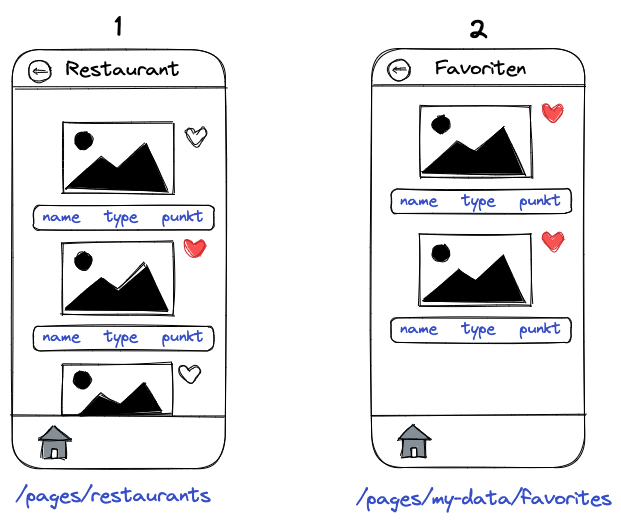 1
Restaurant
name type punkt
name type punkt
/pages/restaurants
2
Favoriten
name type punkt
name type punkt
/pages/my-data/favorites